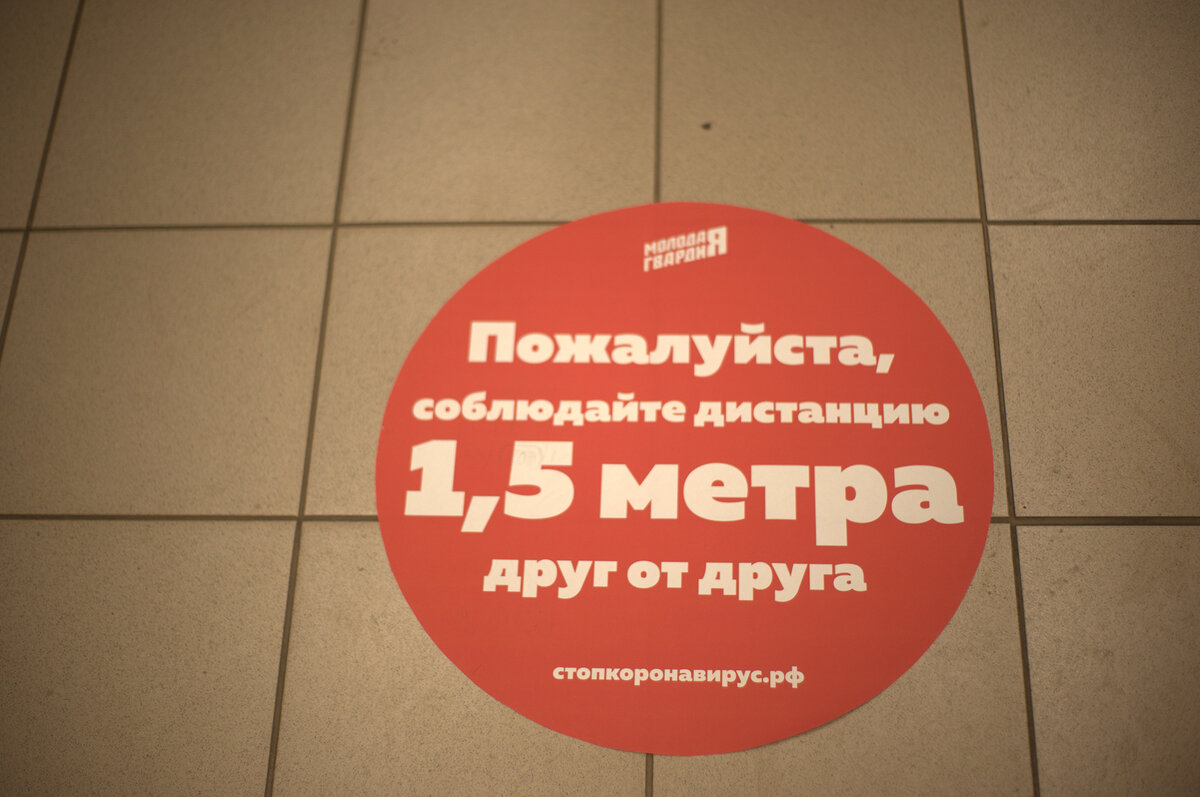 МОЛОДАЯ
ГВАРДИЯ
Пожалуйста,
соблюдайте дистанцию
1,5 метра
друг от друга
стопкоронавирус.рф